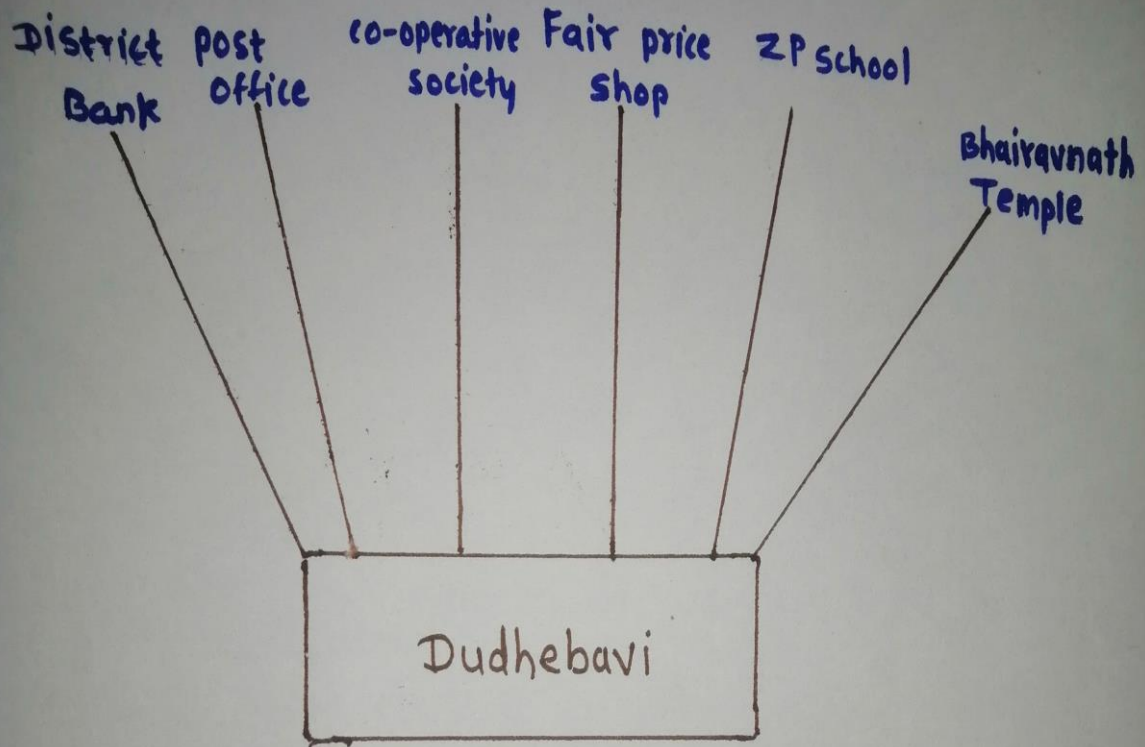 District
Bank
post
office
co-operative
society
Fair price
shop
ZP school
Bhairavnath
Temple
Dudhebavi